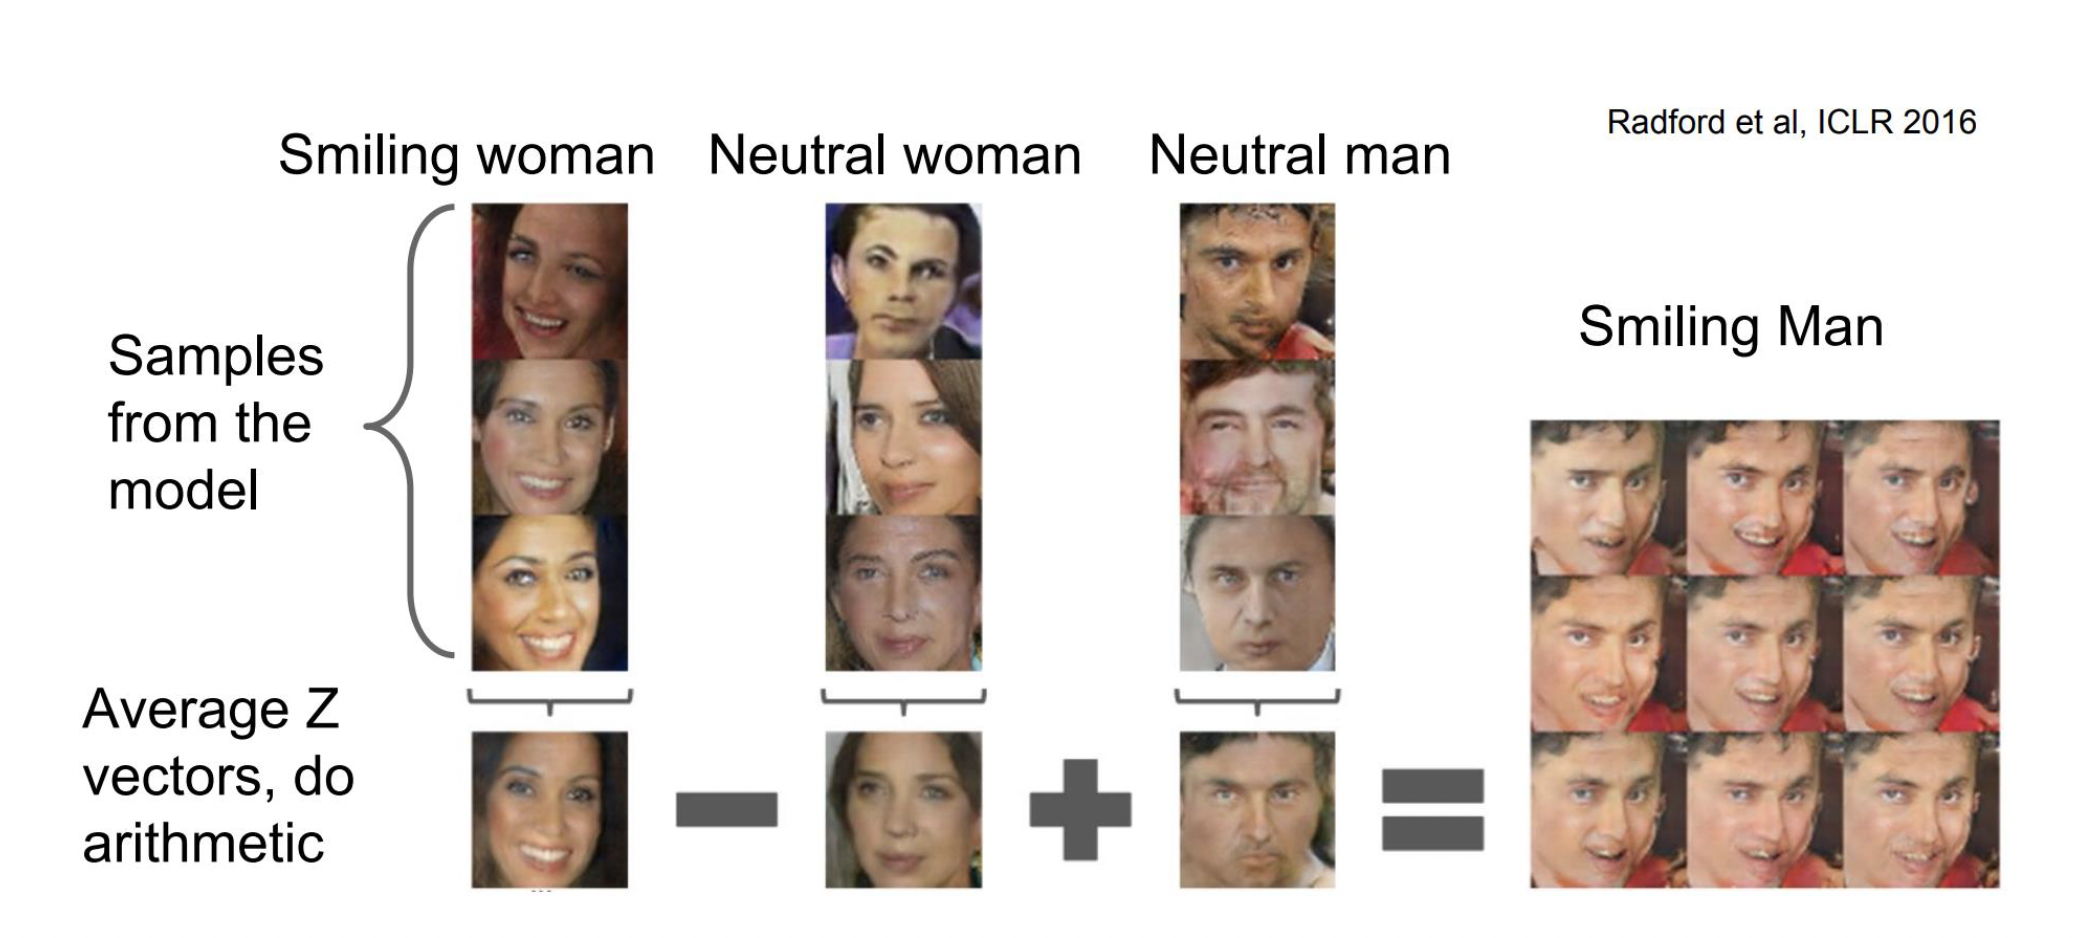 Radford et al, ICLR 2016
Smiling woman
Neutral woman
Neutral man
Smiling Man
Samples
from the
model
Average Z
vectors, do
arithmetic